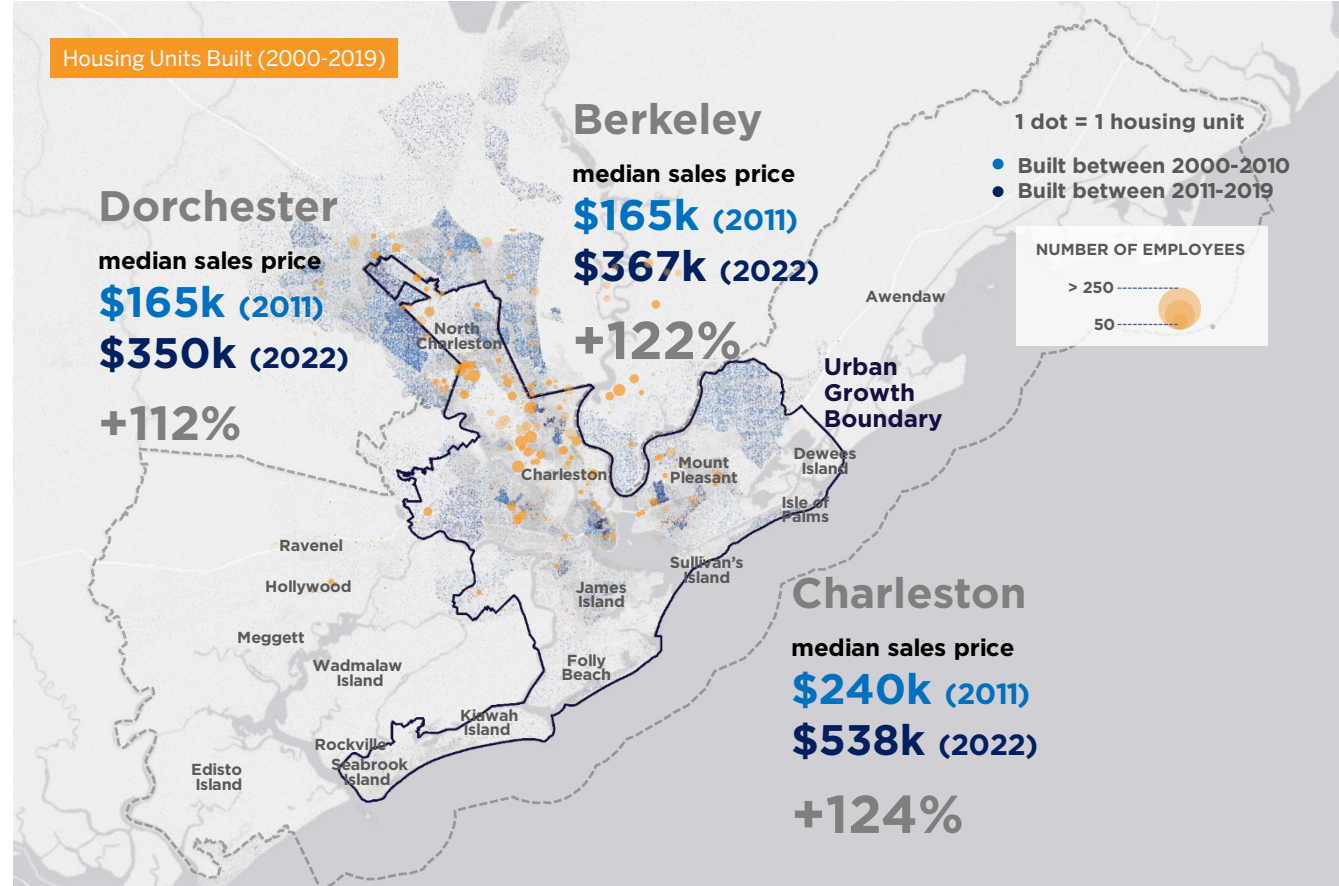 Housing Units Built (2000-2019)
Berkeley
median sales price
$165k (2011)
$367k (2022)
+122%
1 dot = 1 housing unit
Built between 2000-2010
Built between 2011-2019
NUMBER OF EMPLOYEES
> 250
50
Dorchester
median sales price
$165k (2011)
$350k (2022)
+112%
Awendaw
North
Charleston
Urban
Growth
Boundary
Dewees
Island
Mount
Pleasant
Charleston
Isle of
Palms
Ravenel
Sullivan's
Island
Hollywood
James
Island
Meggett
Wadmalaw
Island
Folly
Beach
Kiawah
Island
Rockville
Seabrook
Island
Edisto
Island
Charleston
median sales price
$240k (2011)
$538k (2022)
+124%